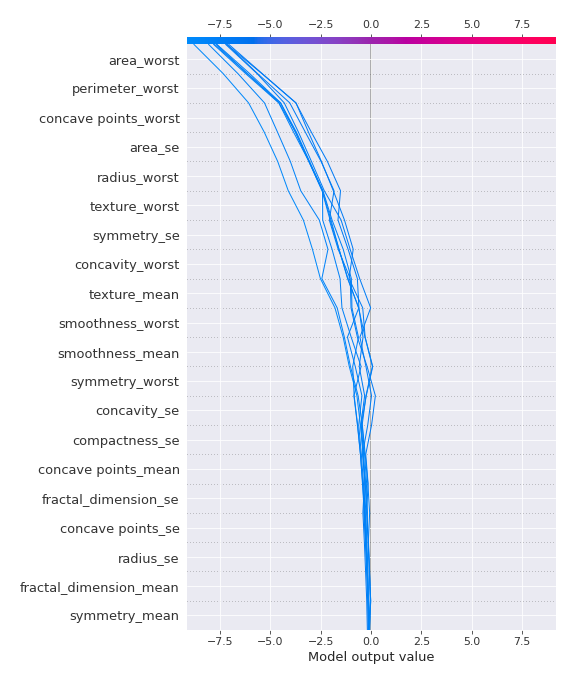 −7.5 −5.0 −2.5 0.0 2.5 5.0 7.5
area_worst
perimeter_worst
concave points_worst
area_se
radius_worst
texture_worst
symmetry_se
concavity_worst
texture_mean
smoothness_worst
smoothness_mean
symmetry_worst
concavity_se
compactness_se
concave points_mean
fractal_dimension_se
concave points_se
radius_se
fractal_dimension_mean
symmetry_mean
−7.5 −5.0 −2.5 0.0 2.5 5.0 7.5
Model output value